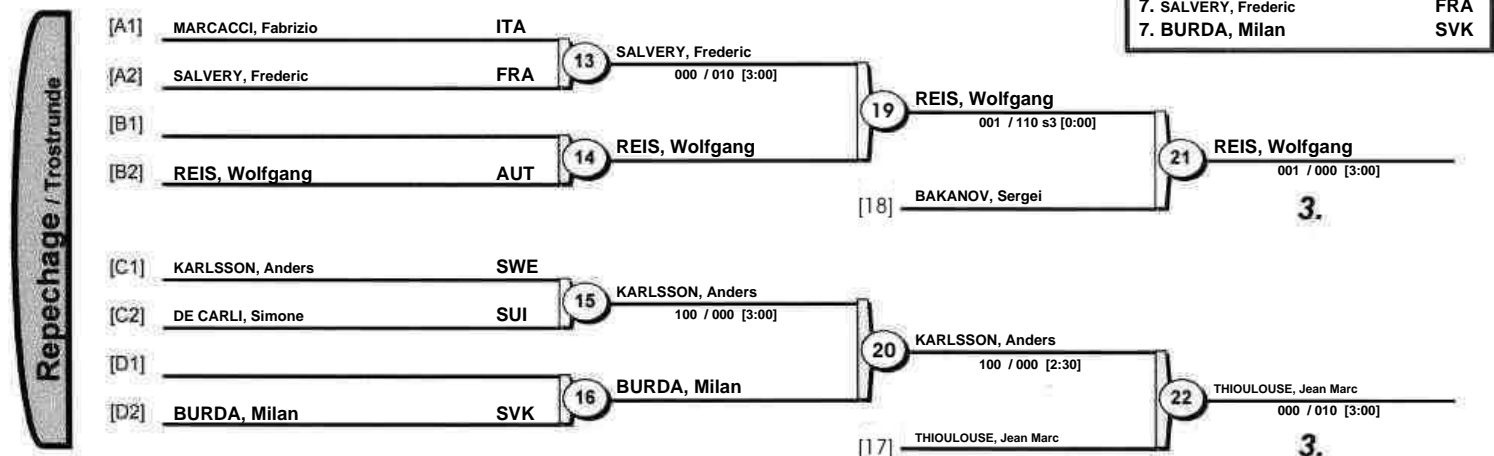 7. SALVERY, Frederic FRA
7. BURDA, Milan SVK
Repechage / Trostrunde
[A1] MARCACCI, Fabrizio ITA
13 SALVERY, Frederic
000 / 010 [3:00]
[A2] SALVERY, Frederic FRA
19 REIS, Wolfgang
001 / 110 s3 [0:00]
[B1]
14 REIS, Wolfgang
[B2] REIS, Wolfgang AUT
21 REIS, Wolfgang
001 / 000 [3:00]
[18] BAKANOV, Sergei
3.
[C1] KARLSSON, Anders SWE
15 KARLSSON, Anders
100 / 000 [3:00]
[C2] DE CARLI, Simone SUI
20 KARLSSON, Anders
100 / 000 [2:30]
[D1]
16 BURDA, Milan
[D2] BURDA, Milan SVK
22 THIOULOUSE, Jean Marc
000 / 010 [3:00]
[17] THIOULOUSE, Jean Marc
3.